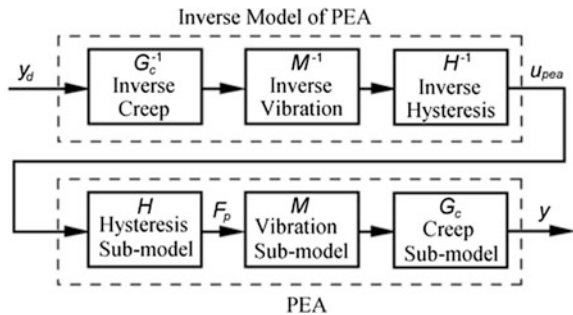 Inverse Model of PEA
y_d
G_c^-1
Inverse
Creep
M^-1
Inverse
Vibration
H^-1
Inverse
Hysteresis
u_pea
H
Hysteresis
Sub-model
F_p
M
Vibration
Sub-model
G_c
Creep
Sub-model
y
PEA